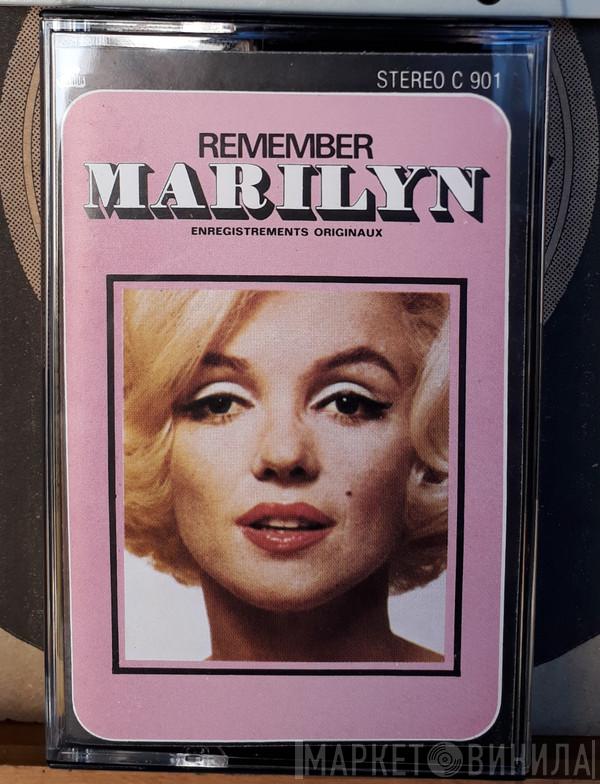 STEREO C 901
REMEMBER
MARILYN
ENREGISTREMENTS ORIGINAUX
МАРКЕТ ВИНИЛА